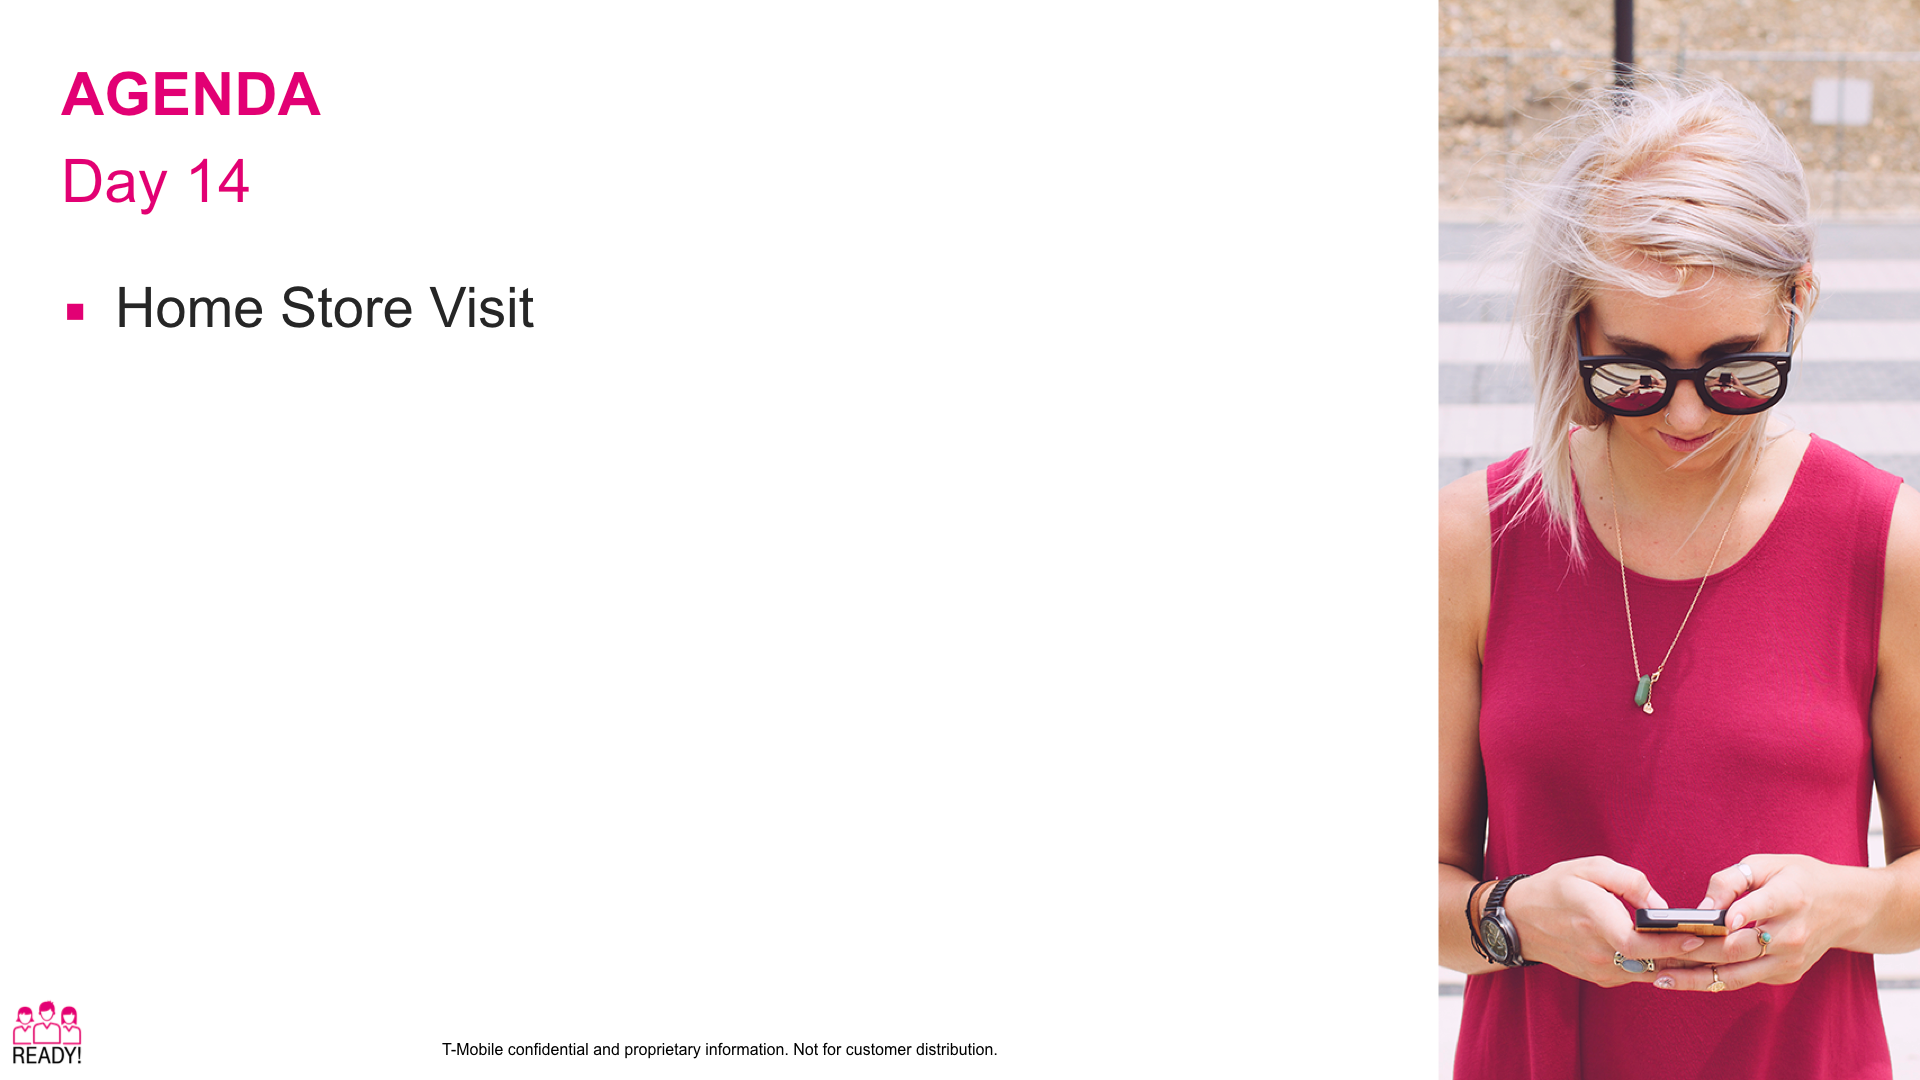 AGENDA
Day 14
Home Store Visit
READY!
T-Mobile confidential and proprietary information. Not for customer distribution.